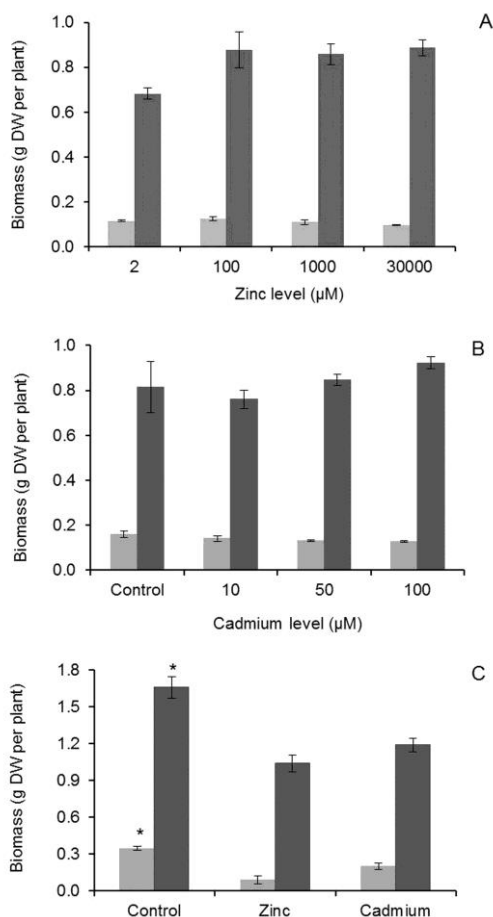 A
Biomass (g DW per plant)
1.0
0.8
0.6
0.4
0.2
0.0
2 100 1000 30000
Zinc level (µM)
B
Biomass (g DW per plant)
1.0
0.8
0.6
0.4
0.2
0.0
Control 10 50 100
Cadmium level (µM)
C
Biomass (g DW per plant)
1.8
1.5
1.2
0.9
0.6
0.3
0.0
*
*
Control Zinc Cadmium